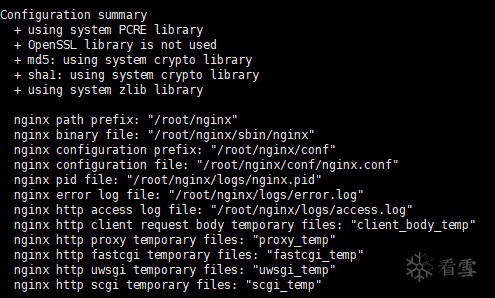 Configuration summary
+ using system PCRE library
+ OpenSSL library is not used
+ md5: using system crypto library
+ sha1: using system crypto library
+ using system zlib library
nginx path prefix: "/root/nginx"
nginx binary file: "/root/nginx/sbin/nginx"
nginx configuration prefix: "/root/nginx/conf"
nginx configuration file: "/root/nginx/conf/nginx.conf"
nginx pid file: "/root/nginx/logs/nginx.pid"
nginx error log file: "/root/nginx/logs/error.log"
nginx http access log file: "/root/nginx/logs/access.log"
nginx http client request body temporary files: "client_body_temp"
nginx http proxy temporary files: "proxy_temp"
nginx http fastcgi temporary files: "fastcgi_temp"
nginx http uwsgi temporary files: "uwsgi_temp"
nginx http scgi temporary files: "scgi_temp"
看雪